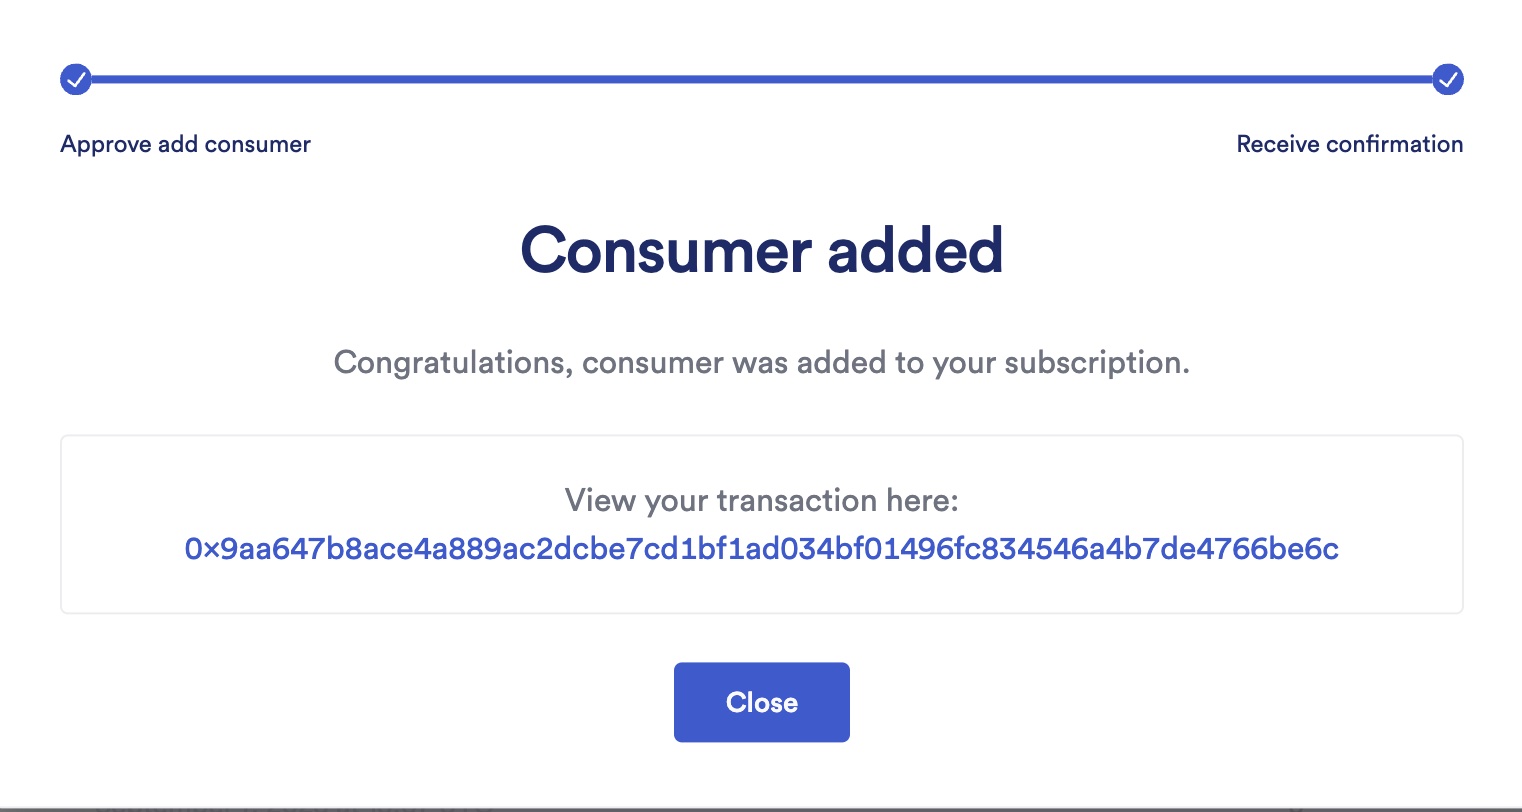 Approve add consumer
Receive confirmation
Consumer added
Congratulations, consumer was added to your subscription.
View your transaction here:
0x9aa647b8ace4a889ac2dcbe7cd1bf1ad034bf01496fc834546a4b7de4766be6c
Close